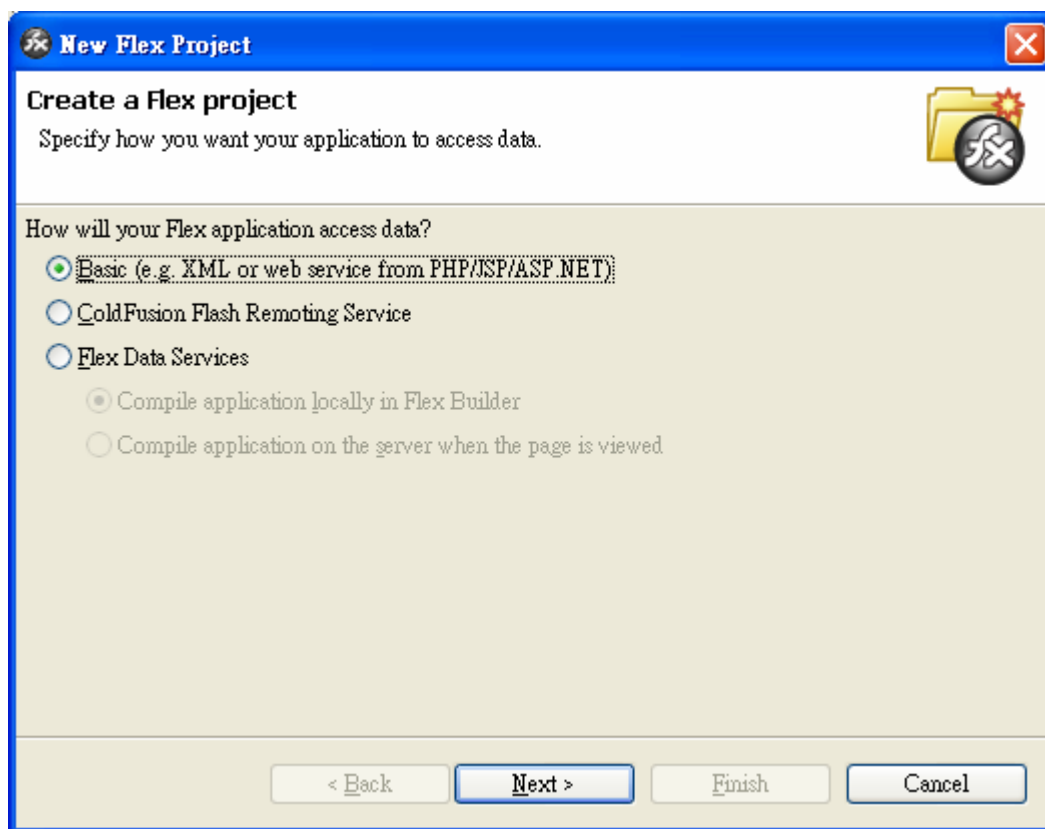 New Flex Project
Create a Flex project
Specify how you want your application to access data.
How will your Flex application access data?
Basic (e.g. XML or web service from PHP/JSP/ASP.NET)
ColdFusion Flash Remoting Service
Flex Data Services
Compile application locally in Flex Builder
Compile application on the server when the page is viewed
< Back Next > Finish Cancel